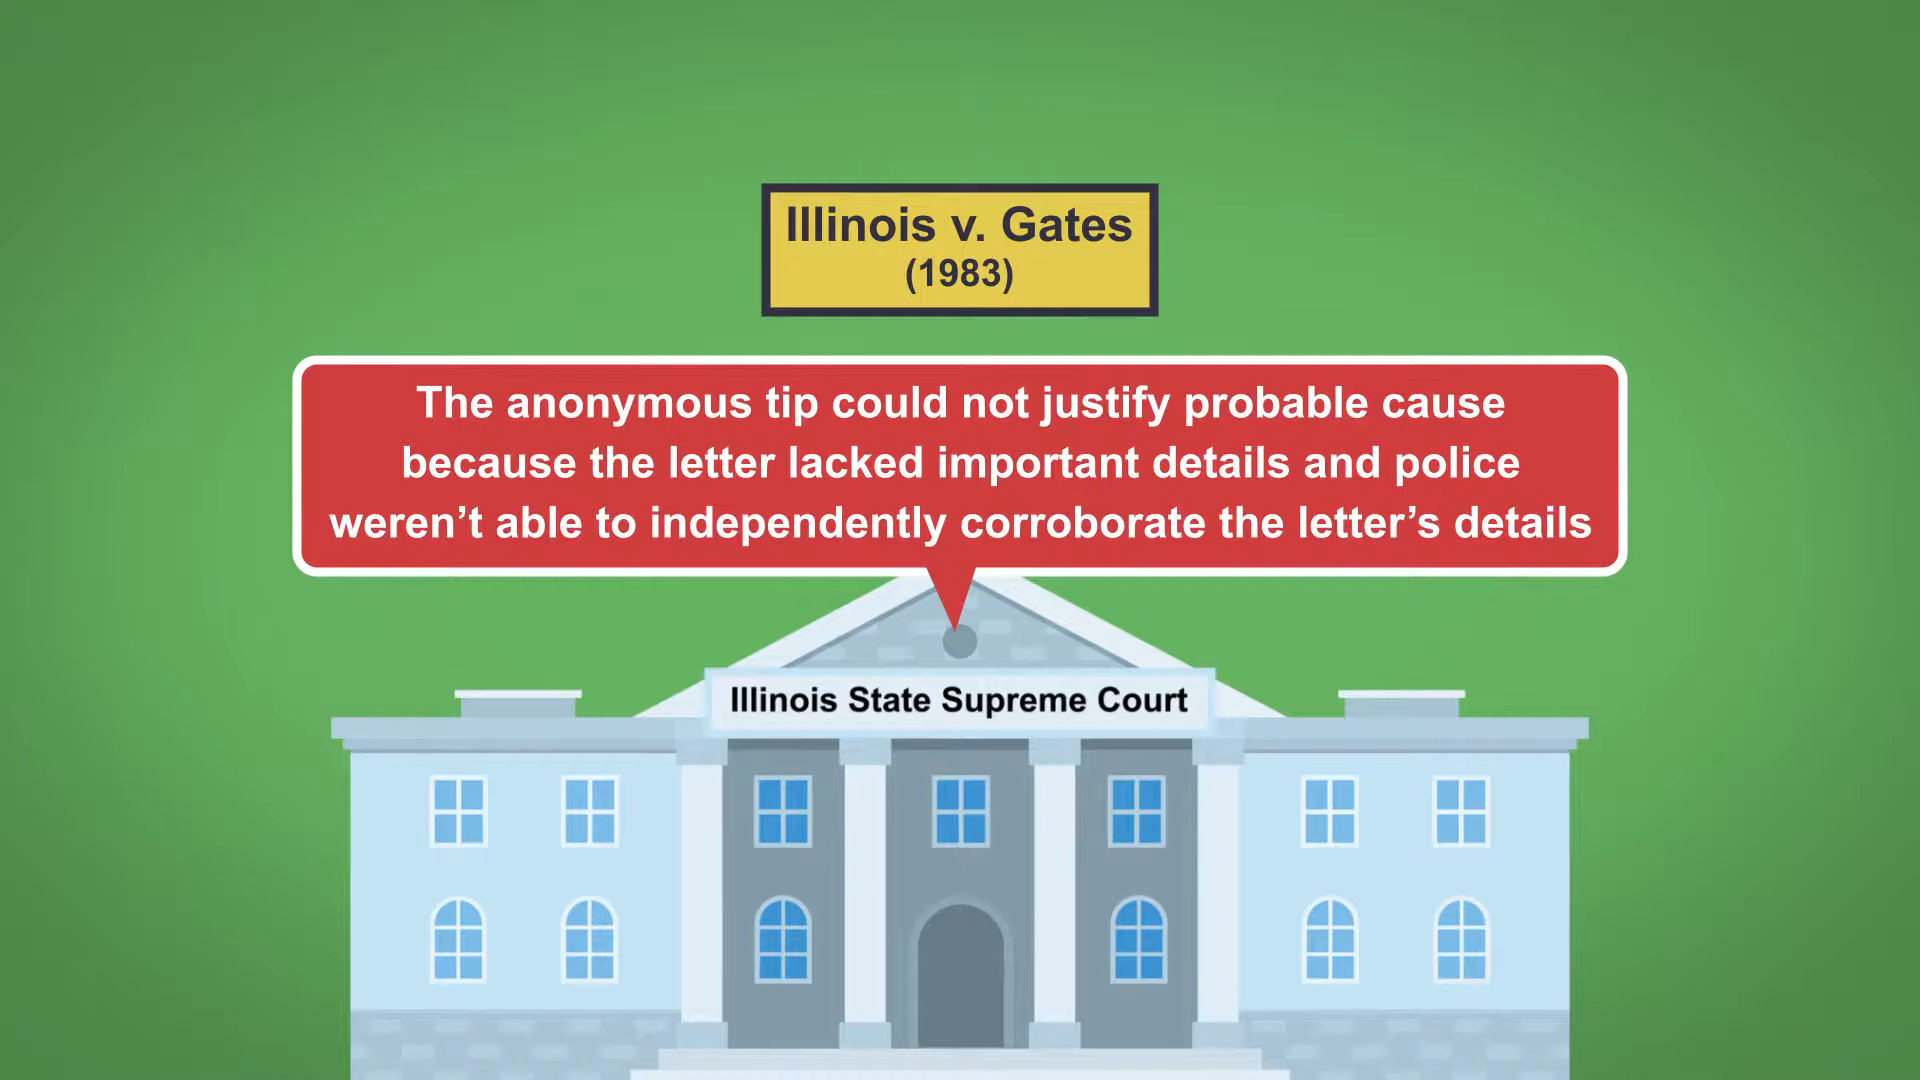 Illinois v. Gates
(1983)
The anonymous tip could not justify probable cause
because the letter lacked important details and police
weren’t able to independently corroborate the letter’s details
Illinois State Supreme Court